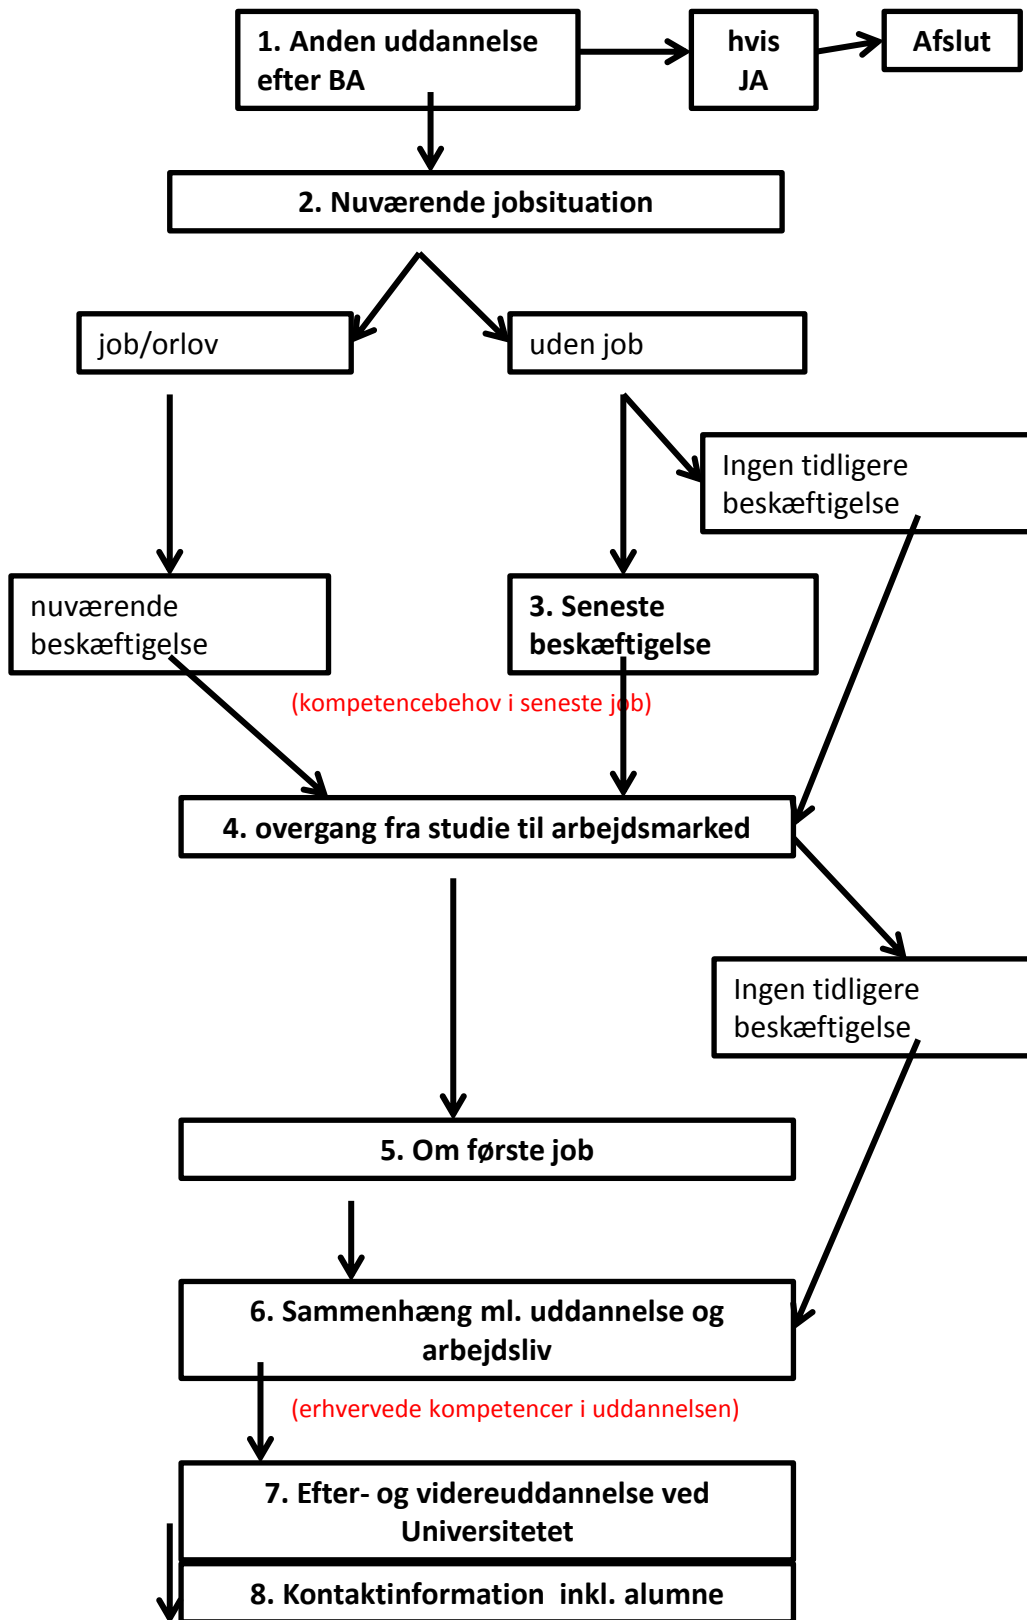 1. Anden uddannelse
efter BA
hvis
JA
Afslut
2. Nuværende jobsituation
job/orlov
uden job
Ingen tidligere
beskæftigelse
nuværende
beskæftigelse
3. Seneste
beskæftigelse
(kompetencebehov i seneste job)
4. overgang fra studie til arbejdsmarked
Ingen tidligere
beskæftigelse
5. Om første job
6. Sammenhæng ml. uddannelse og
arbejdsliv
(erhvervede kompetencer i uddannelsen)
7. Efter- og videreuddannelse ved
Universitetet
8. Kontaktinformation  inkl. alumne